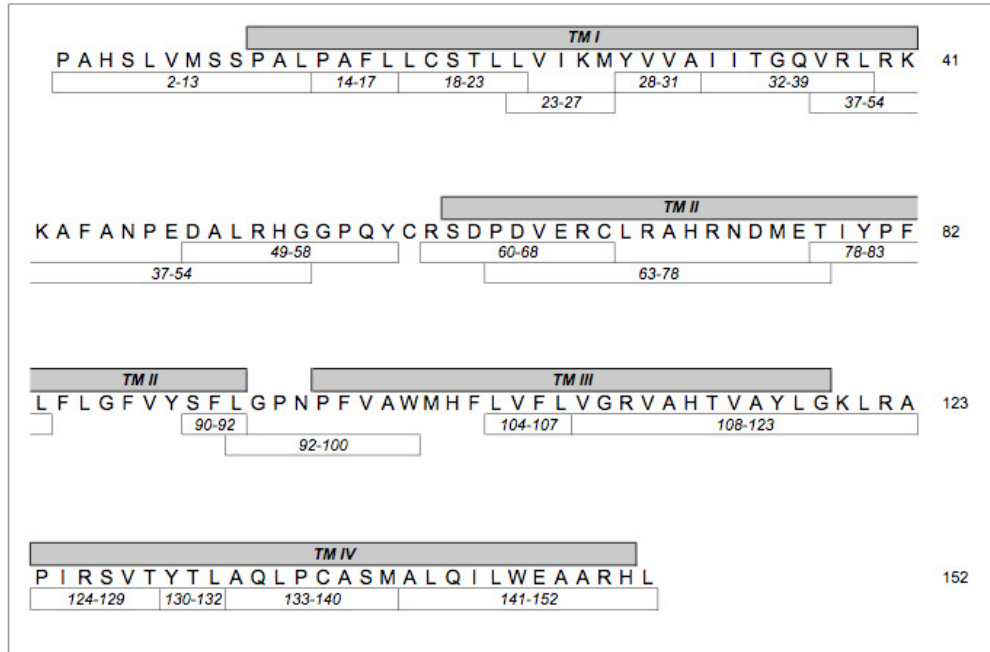 TM I
P A H S L V M S S P A L P A F L L C S T L L V I K M Y V V A I I T G Q V R L R K 41
2-13 14-17 18-23 28-31 32-39
23-27 37-54
TM II
K A F A N P E D A L R H G G P Q Y C R S D P D V E R C L R A H R N D M E T I Y P F 82
49-58 60-68 78-83
37-54 63-78
TM II TM III
L F L G F V Y S F L G P N P F V A W M H F L V F L V G R V A H T V A Y L G K L R A 123
90-92 104-107 108-123
92-100
TM IV
P I R S V T Y T L A Q L P C A S M A L Q I L W E A A R H L 152
124-129 130-132 133-140 141-152